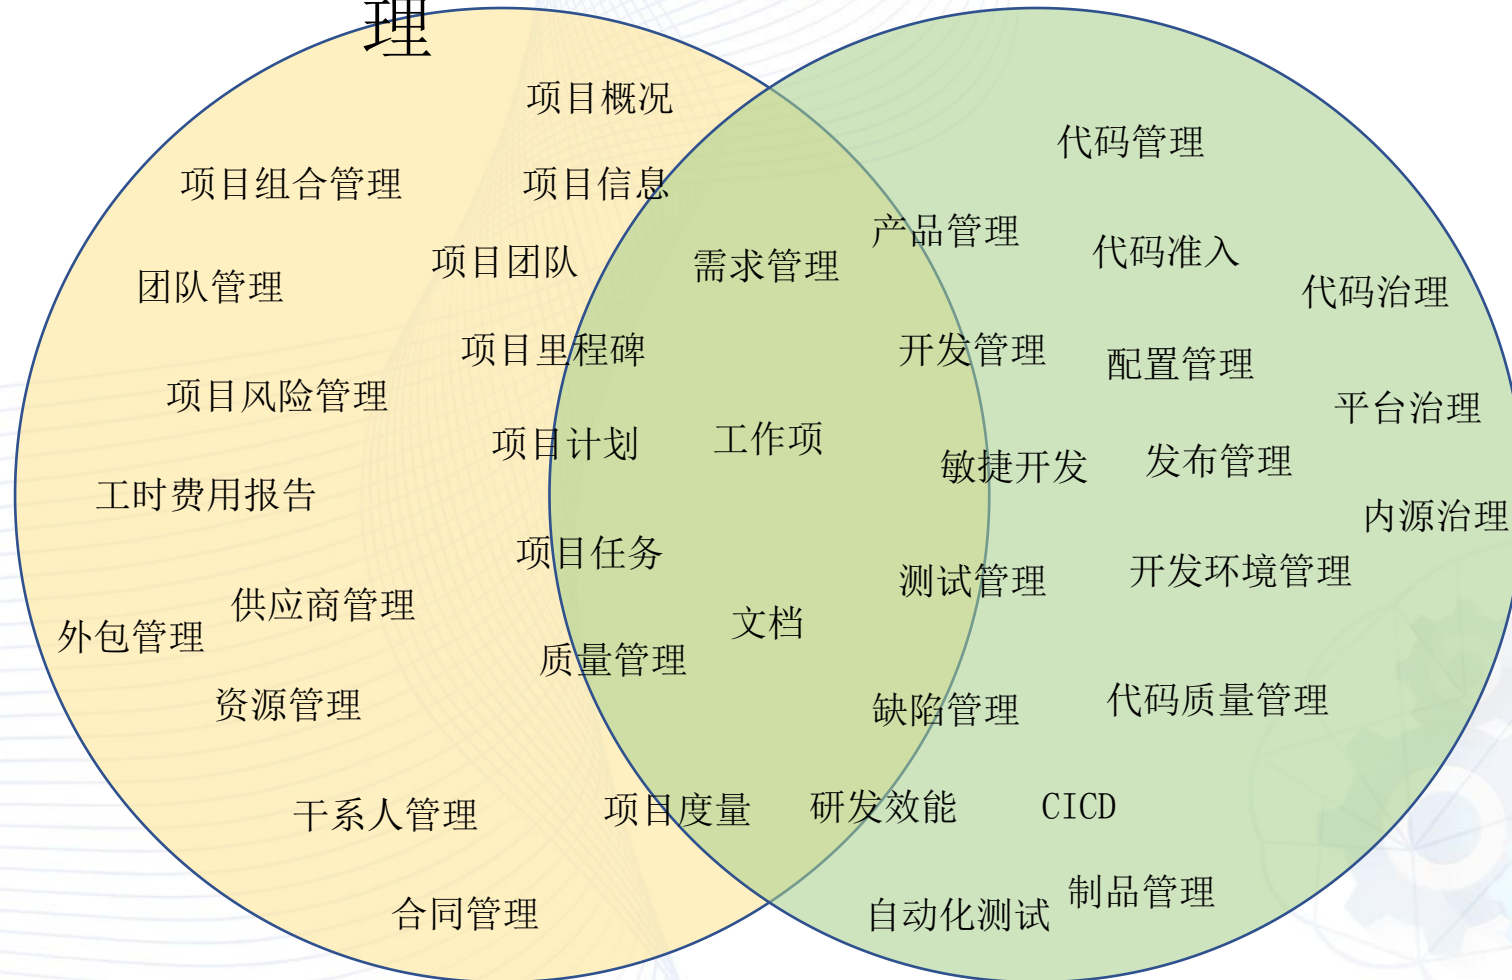 理
项目概况
代码管理
项目组合管理
项目信息
产品管理
代码准入
项目团队
需求管理
团队管理
代码治理
项目里程碑
开发管理
配置管理
项目风险管理
平台治理
项目计划
工作项
敏捷开发
发布管理
工时费用报告
内源治理
项目任务
测试管理
开发环境管理
供应商管理
外包管理
文档
质量管理
资源管理
缺陷管理
代码质量管理
干系人管理
项目度量
研发效能
CICD
制品管理
合同管理
自动化测试